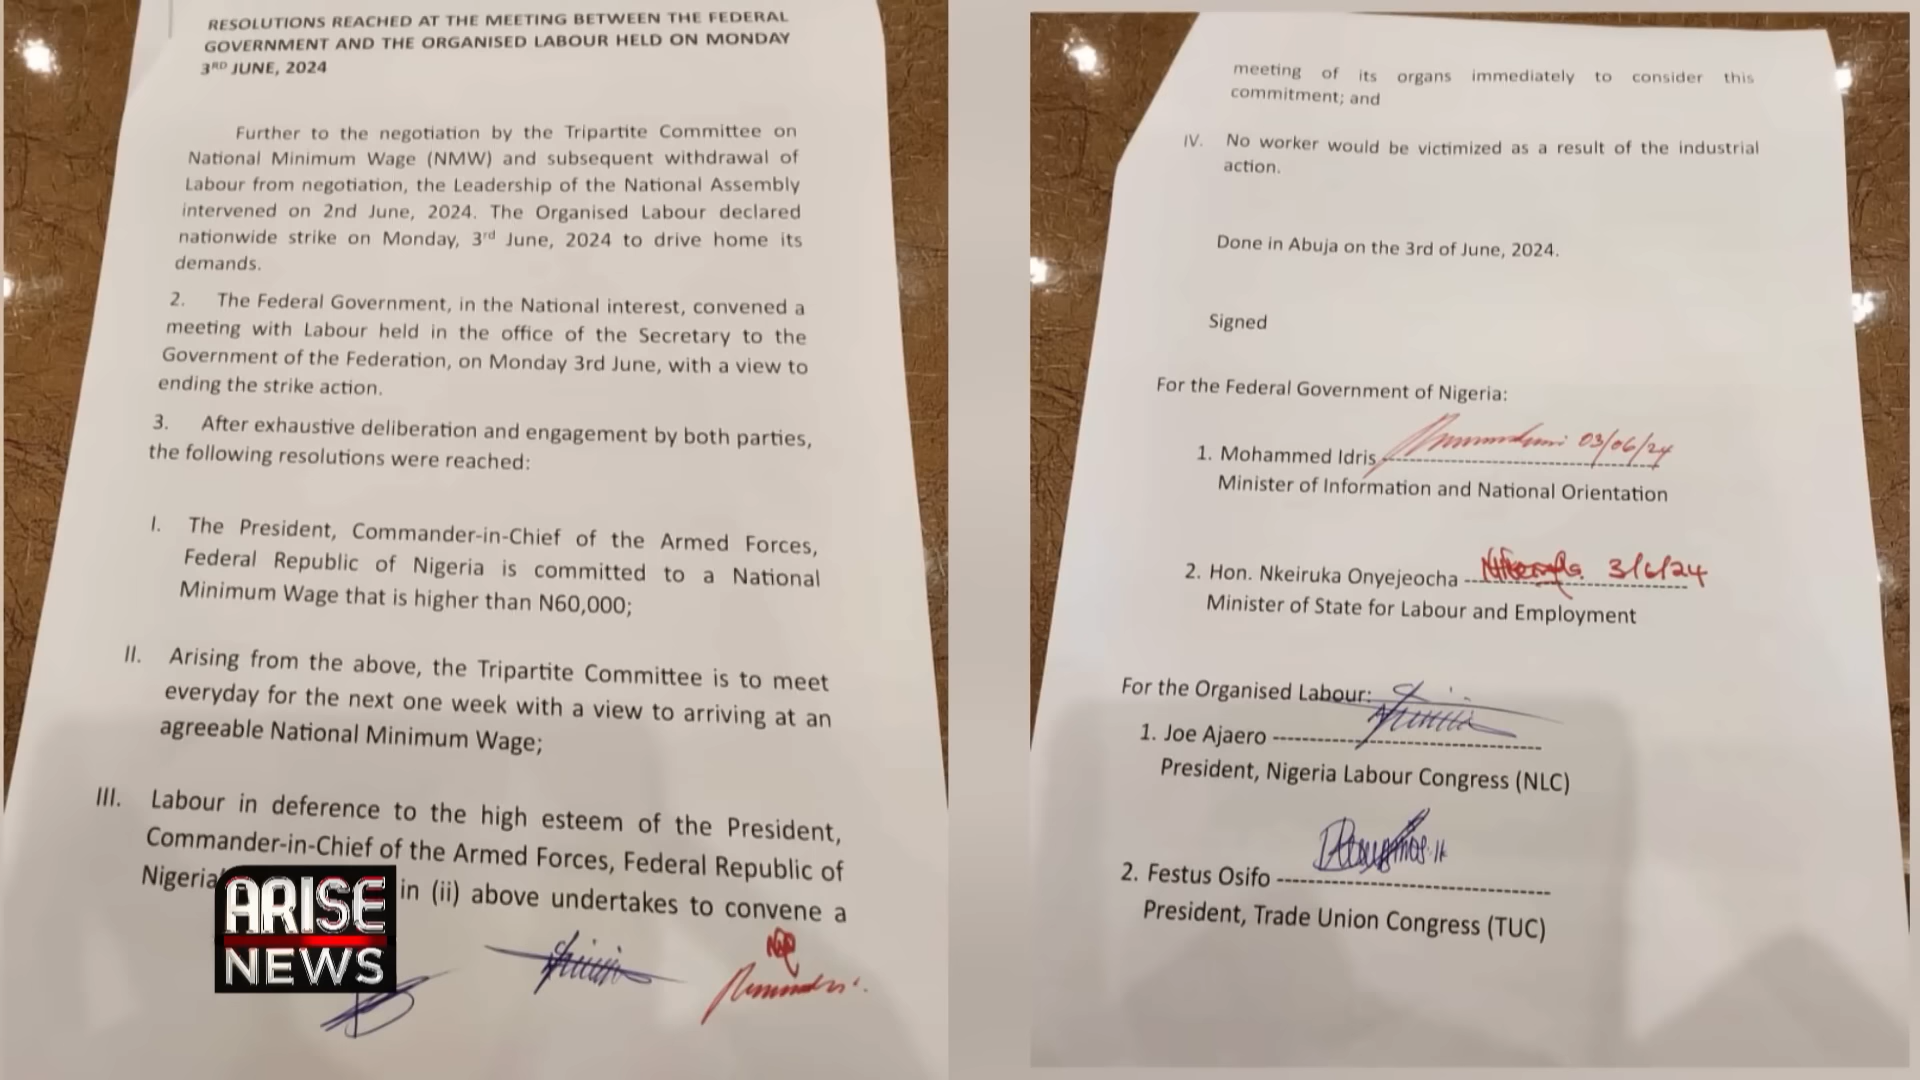 RESOLUTIONS REACHED AT THE MEETING BETWEEN THE FEDERAL
GOVERNMENT AND THE ORGANISED LABOUR HELD ON MONDAY
3RD JUNE, 2024
Further to the negotiation by the Tripartite Committee on
National Minimum Wage (NMW) and subsequent withdrawal of
Labour from negotiation, the Leadership of the National Assembly
intervened on 2nd June, 2024. The Organised Labour declared
nationwide strike on Monday, 3rd June, 2024 to drive home its
demands.
2. The Federal Government, in the National interest, convened a
meeting with Labour held in the office of the Secretary to the
Government of the Federation, on Monday 3rd June, with a view to
ending the strike action.
3. After exhaustive deliberation and engagement by both parties,
the following resolutions were reached:
I. The President, Commander-in-Chief of the Armed Forces,
Federal Republic of Nigeria is committed to a National
Minimum Wage that is higher than N60,000;
II. Arising from the above, the Tripartite Committee is to meet
everyday for the next one week with a view to arriving at an
agreeable National Minimum Wage;
III. Labour in deference to the high esteem of the President,
Commander-in-Chief of the Armed Forces, Federal Republic of
Nigeria in (ii) above undertakes to convene a
ARISE
NEWS
meeting of its organs immediately to consider this
commitment; and
IV. No worker would be victimized as a result of the industrial
action.
Done in Abuja on the 3rd of June, 2024.
Signed
For the Federal Government of Nigeria:
03/06/24
1. Mohammed Idris
Minister of Information and National Orientation
2. Hon. Nkeiruka Onyejeocha 3/6/24
Minister of State for Labour and Employment
For the Organised Labour:
1. Joe Ajaero
President, Nigeria Labour Congress (NLC)
2. Festus Osifo
President, Trade Union Congress (TUC)